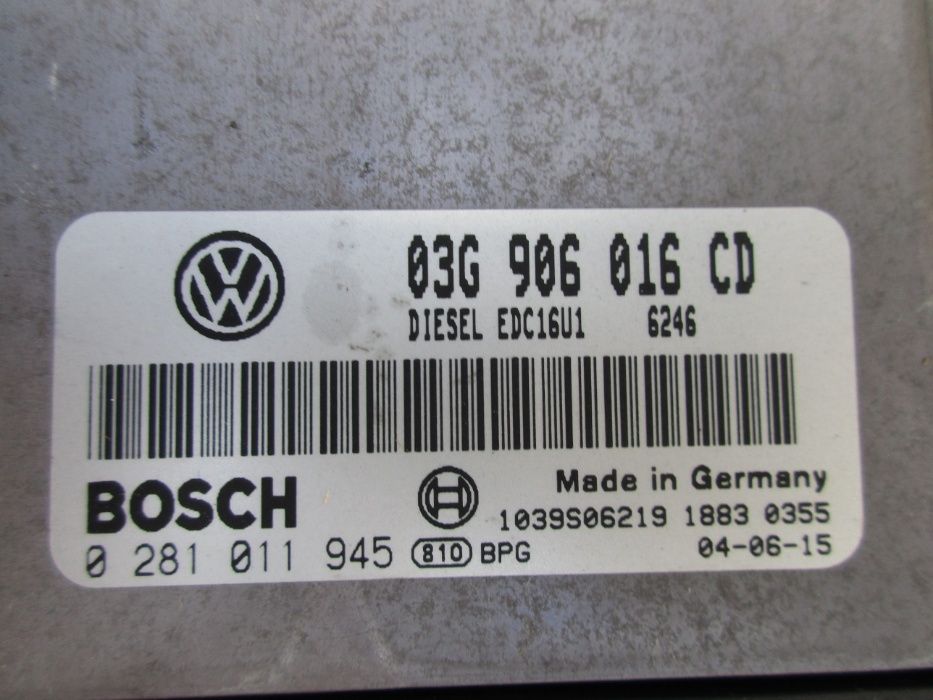 03G 906 016 CD
DIESEL EDC16U1 6246
BOSCH
Made in Germany
1039S06219 1883 0355
0 281 011 945 810 BPG
04-06-15